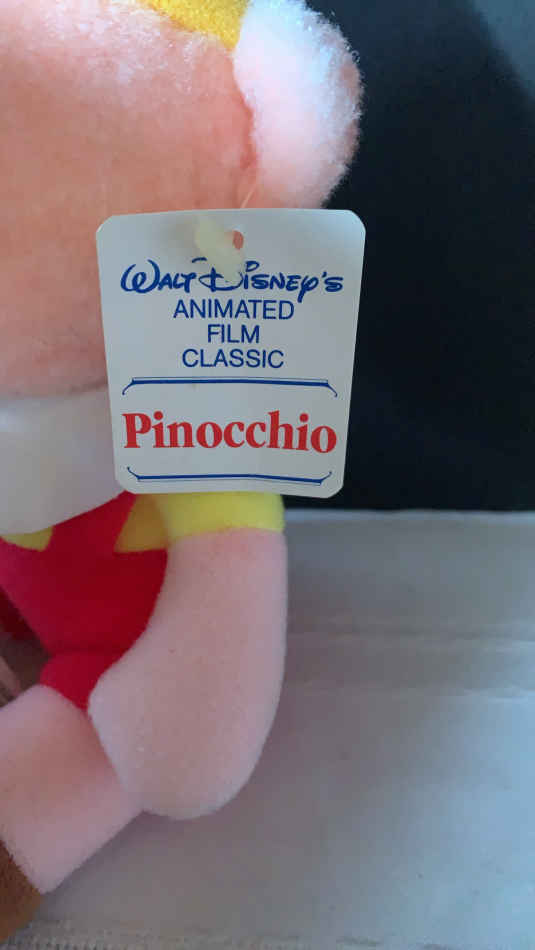 WALT DISNEY'S
ANIMATED
FILM
CLASSIC
Pinocchio